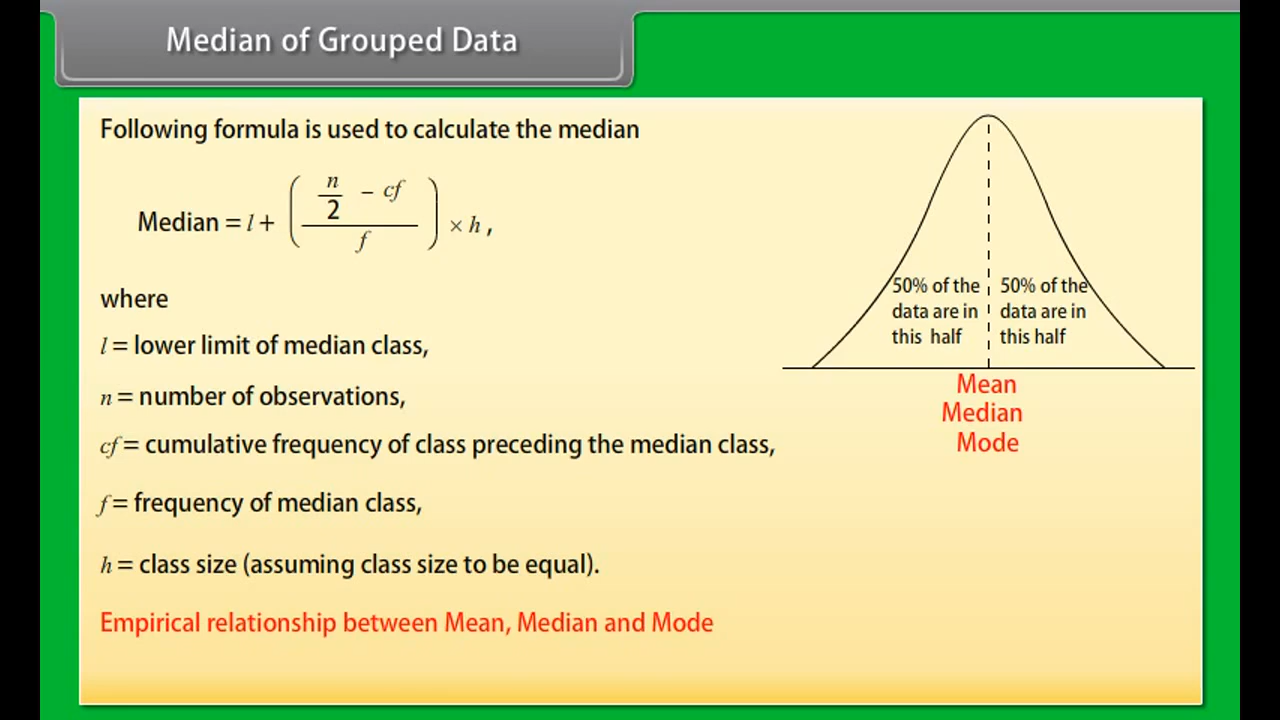 Median of Grouped Data
Following formula is used to calculate the median
Median = l + ( (n/2 − cf) / f ) × h ,
where
l = lower limit of median class,
n = number of observations,
cf = cumulative frequency of class preceding the median class,
f = frequency of median class,
h = class size (assuming class size to be equal).
Empirical relationship between Mean, Median and Mode
50% of the
data are in
this half
50% of the
data are in
this half
Mean
Median
Mode